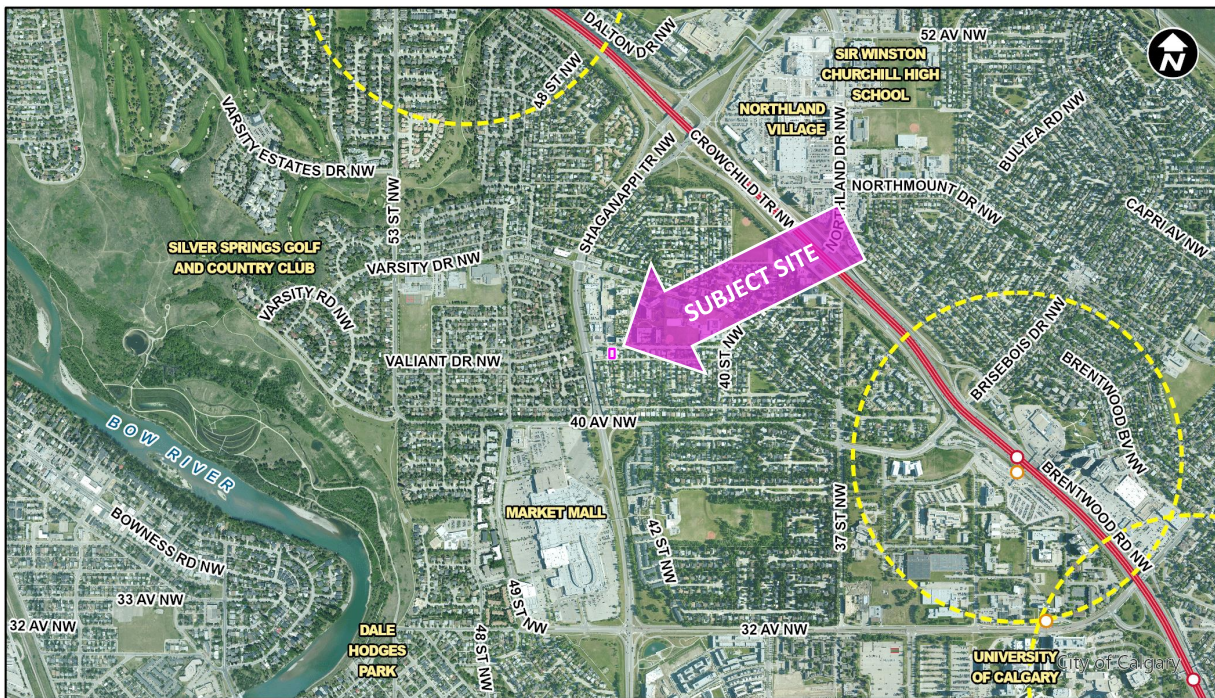 DALTON DR NW
52 AV NW
N
SIR WINSTON
CHURCHILL HIGH
SCHOOL
48 ST NW
NORTHLAND
VILLAGE
BULYEA RD NW
VARSITY ESTATES DR NW
SHAGANAPPI TR NW
CROWCHILD TR NW
NORTHLAND DR NW
NORTHMOUNT DR NW
53 ST NW
CAPRI AV NW
SILVER SPRINGS GOLF
AND COUNTRY CLUB
VARSITY DR NW
SUBJECT SITE
VARSITY RD NW
VALIANT DR NW
40 ST NW
BRISEBOIS DR NW
BRENTWOOD BV NW
40 AV NW
BOW RIVER
MARKET MALL
BRENTWOOD RD NW
BOWNESS RD NW
42 ST NW
37 ST NW
33 AV NW
49 ST NW
32 AV NW
48 ST NW
32 AV NW
DALE
HODGES
PARK
UNIVERSITY
OF CALGARY
City of Calgary